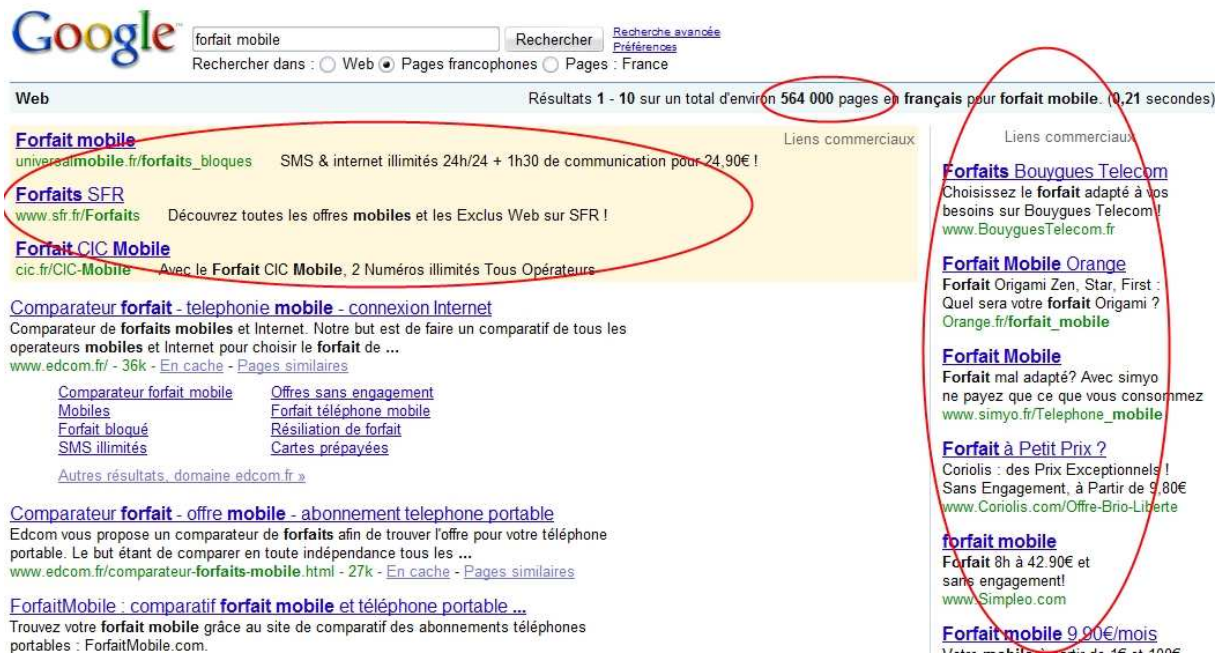 Google
forfait mobile
Rechercher
Recherche avancée
Préférences
Rechercher dans : Web Pages francophones Pages : France
Web
Résultats 1 - 10 sur un total d'environ 564 000 pages en français pour forfait mobile. (0,21 secondes)
Forfait mobile
Liens commerciaux
universalmobile.fr/forfaits_bloques SMS & internet illimités 24h/24 + 1h30 de communication pour 24,90€ !
Forfaits SFR
www.sfr.fr/Forfaits Découvrez toutes les offres mobiles et les Exclus Web sur SFR !
Forfait CIC Mobile
cic.fr/CIC-Mobile Avec le Forfait CIC Mobile, 2 Numéros illimités Tous Opérateurs
Comparateur forfait - telephonie mobile - connexion Internet
Comparateur de forfaits mobiles et Internet. Notre but est de faire un comparatif de tous les
operateurs mobiles et Internet pour choisir le forfait de ...
www.edcom.fr/ - 36k - En cache - Pages similaires
Comparateur forfait mobile
Mobiles
Forfait bloqué
SMS illimités
Offres sans engagement
Forfait téléphone mobile
Résiliation de forfait
Cartes prépayées
Autres résultats, domaine edcom.fr »
Comparateur forfait - offre mobile - abonnement telephone portable
Edcom vous propose un comparateur de forfaits afin de trouver l'offre pour votre téléphone
portable. Le but étant de comparer en toute indépendance tous les ...
www.edcom.fr/comparateur-forfaits-mobile.html - 27k - En cache - Pages similaires
ForfaitMobile : comparatif forfait mobile et téléphone portable ...
Trouvez votre forfait mobile grâce au site de comparatif des abonnements téléphones
portables : ForfaitMobile.com.
Liens commerciaux
Forfaits Bouygues Telecom
Choisissez le forfait adapté à vos
besoins sur Bouygues Telecom !
www.BouyguesTelecom.fr
Forfait Mobile Orange
Forfait Origami Zen, Star, First :
Quel sera votre forfait Origami ?
Orange.fr/forfait_mobile
Forfait Mobile
Forfait mal adapté? Avec simyo
ne payez que ce que vous consommez
www.simyo.fr/Telephone_mobile
Forfait à Petit Prix ?
Coriolis : des Prix Exceptionnels !
Sans Engagement, à Partir de 9,80€
www.Coriolis.com/Offre-Brio-Liberte
forfait mobile
Forfait 8h à 42.90€ et
sans engagement!
www.Simpleo.com
Forfait mobile 9,90€/mois
Votre mobile à partir de 1€ et 100€